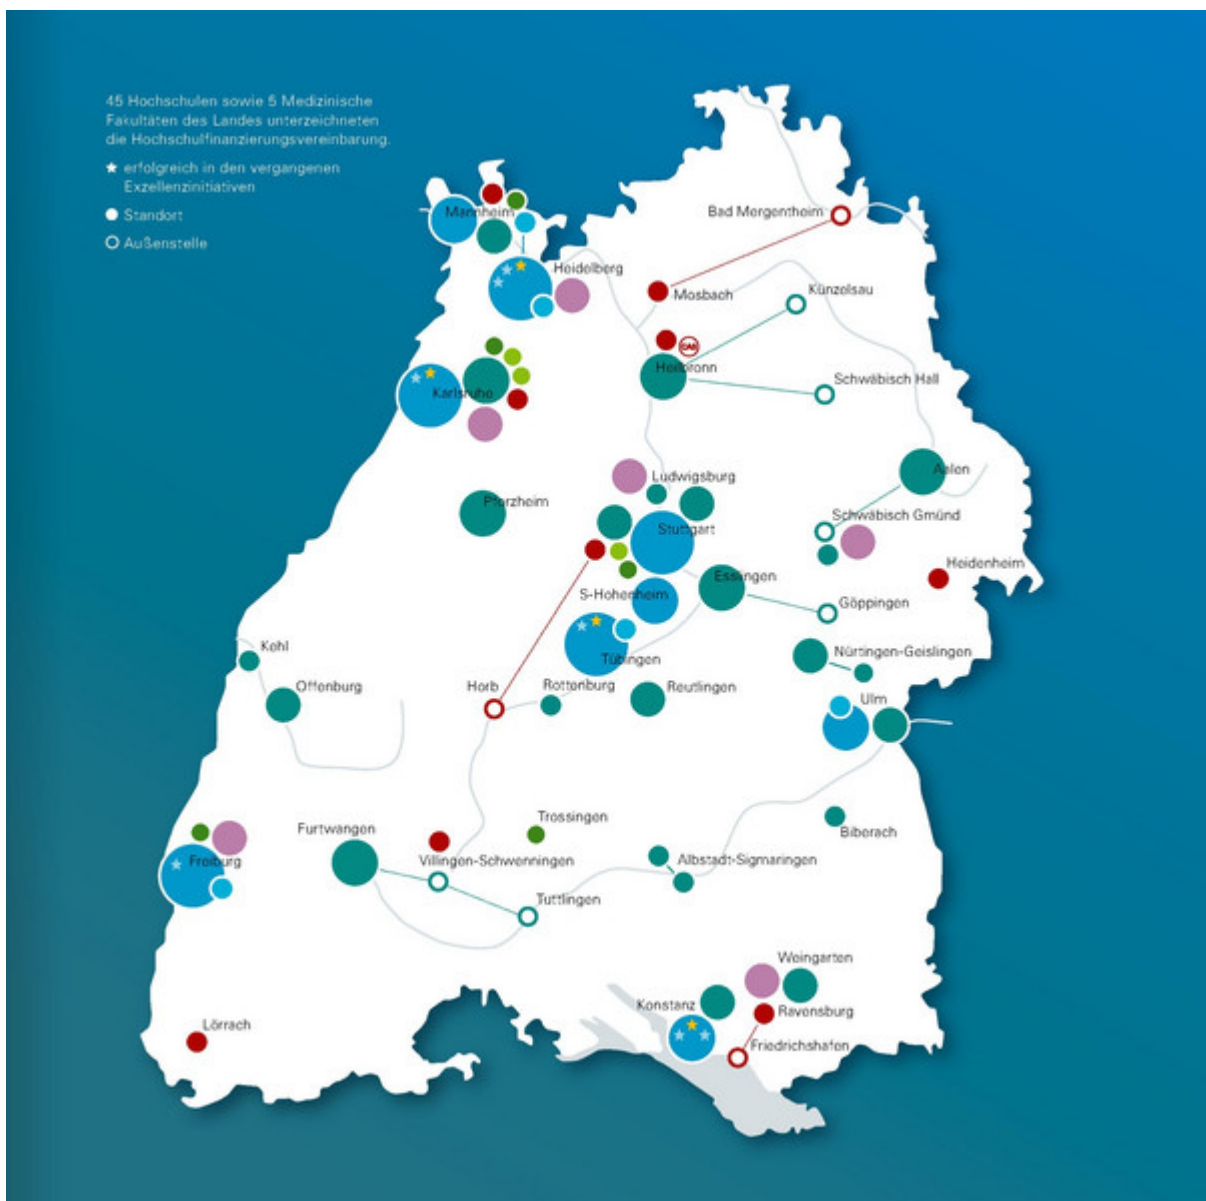 45 Hochschulen sowie 5 Medizinische
Fakultäten des Landes unterzeichneten
die Hochschulfinanzierungsvereinbarung.
erfolgreich in den vergangenen
Exzellenzinitiativen
Standort
Außenstelle
Mannheim
Bad Mergentheim
Heidelberg
Mosbach
Künzelsau
CAS
Heilbronn
Schwäbisch Hall
Karlsruhe
Aalen
Ludwigsburg
Pforzheim
Schwäbisch Gmünd
Stuttgart
Heidenheim
Esslingen
S-Hohenheim
Göppingen
Kehl
Tübingen
Nürtingen-Geislingen
Offenburg
Horb
Rottenburg
Reutlingen
Ulm
Trossingen
Furtwangen
Biberach
Freiburg
Villingen-Schwenningen
Albstadt-Sigmaringen
Tuttlingen
Weingarten
Konstanz
Ravensburg
Lörrach
Friedrichshafen